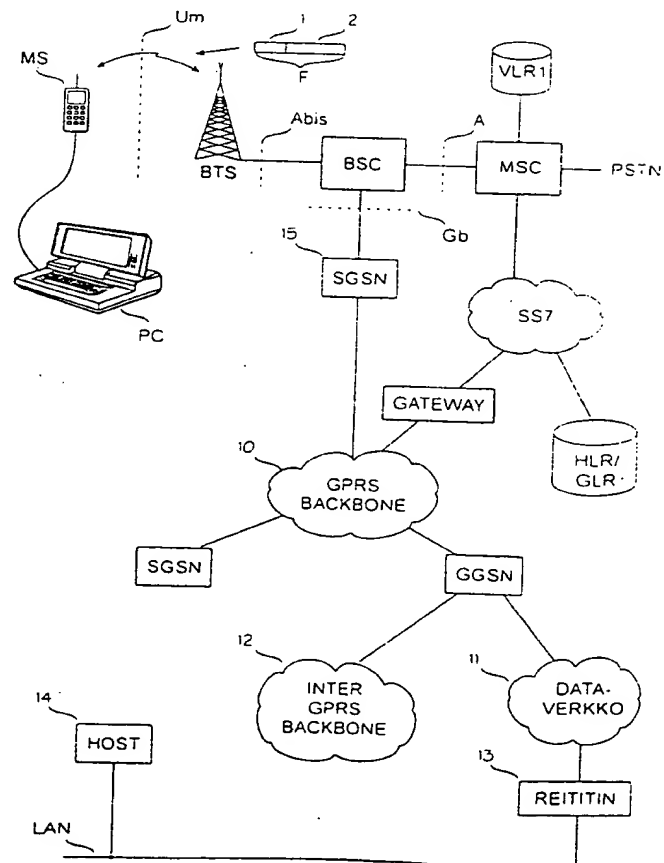 Um
1
2
MS
F
VLR1
Abis
A
BTS
BSC
MSC
PSTN
Gb
15
SGSN
PC
SS7
GATEWAY
10
GPRS
BACKBONE
HLR/
GLR
SGSN
GGSN
12
11
INTER
GPRS
BACKBONE
DATA-
VERKKO
14
HOST
13
REITITIN
LAN